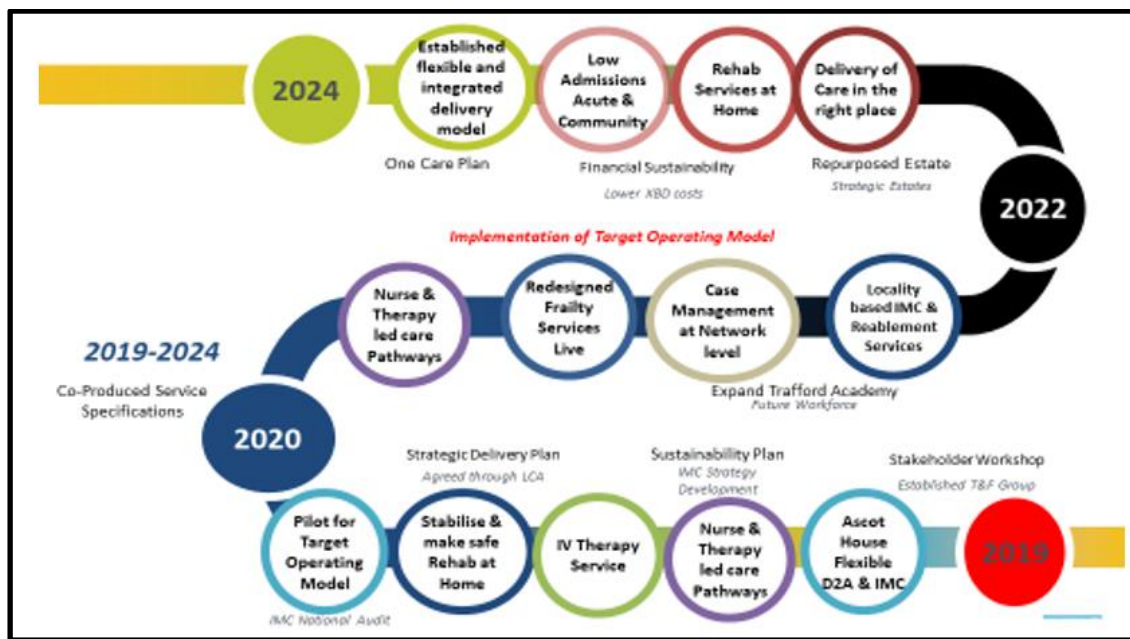 2024
Established
flexible and
integrated
delivery
model
Low
Admissions
Acute &
Community
Rehab
Services at
Home
Delivery of
Care in the
right place
One Care Plan
Financial Sustainability
Lower XBD costs
Repurposed Estate
Strategic Estates
2022
Implementation of Target Operating Model
Nurse &
Therapy
led care
Pathways
Redesigned
Frailty
Services
Live
Case
Management
at Network
level
Locality
based IMC &
Reablement
Services
2019-2024
Co-Produced Service
Specifications
Expand Trafford Academy
Future Workforce
2020
Strategic Delivery Plan
Agreed through LCA
Sustainability Plan
IMC Strategy
Development
Stakeholder Workshop
Established T&F Group
Pilot for
Target
Operating
Model
Stabilise &
make safe
Rehab at
Home
IV Therapy
Service
Nurse &
Therapy
led care
Pathways
Ascot
House
Flexible
D2A & IMC
2019
IMC National Audit